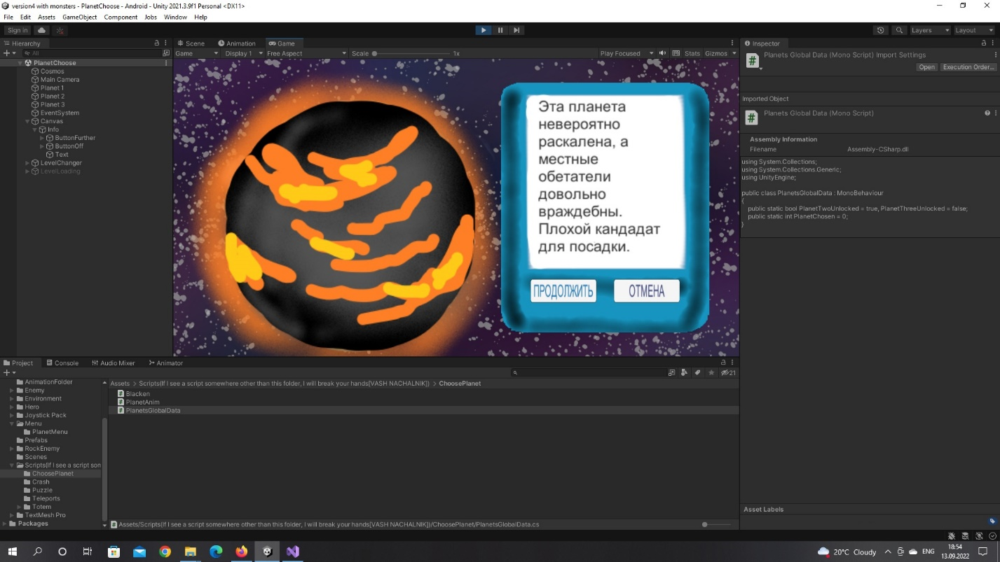 version4 with monsters - PlanetChoose - Android - Unity 2021.3.9f1 Personal <DX11>
File Edit Assets GameObject Component Jobs Window Help
Sign in
Layers Layout
Hierarchy
All
PlanetChoose
Cosmos
Main Camera
Planet 1
Planet 2
Planet 3
EventSystem
Canvas
Info
ButtonFurther
ButtonOff
Text
LevelChanger
LevelLoading
Scene Animation Game
Game Display 1 Free Aspect Scale 1x Play Focused Stats Gizmos
Эта планета
невероятно
раскалена, а
местные
обетатели
довольно
враждебны.
Плохой кандадат
для посадки.
ПРОДОЛЖИТЬ ОТМЕНА
Inspector
Planets Global Data (Mono Script) Import Settings
Open Execution Order...
Imported Object
Planets Global Data (Mono Script)
Assembly Information
Filename Assembly-CSharp.dll
using System.Collections;
using System.Collections.Generic;
using UnityEngine;
public class PlanetsGlobalData : MonoBehaviour
{
public static bool PlanetTwoUnlocked = true, PlanetThreeUnlocked = false;
public static int PlanetChosen = 0;
}
Asset Labels
Project Console Audio Mixer Animator
21
AnimationFolder
Enemy
Environment
Hero
Joystick Pack
Menu
PlanetMenu
Prefabs
RockEnemy
Scenes
Scripts(If I see a script son
ChoosePlanet
Crash
Puzzle
Teleports
Totem
TextMesh Pro
Packages
Assets > Scripts(If I see a script somewhere other than this folder, I will break your hands[VASH NACHALNIK]) > ChoosePlanet
Blacken
PlanetAnim
PlanetsGlobalData
Assets/Scripts(If I see a script somewhere other than this folder, I will break your hands[VASH NACHALNIK])/ChoosePlanet/PlanetsGlobalData.cs
20°C Cloudy
ENG
18:54
13.09.2022